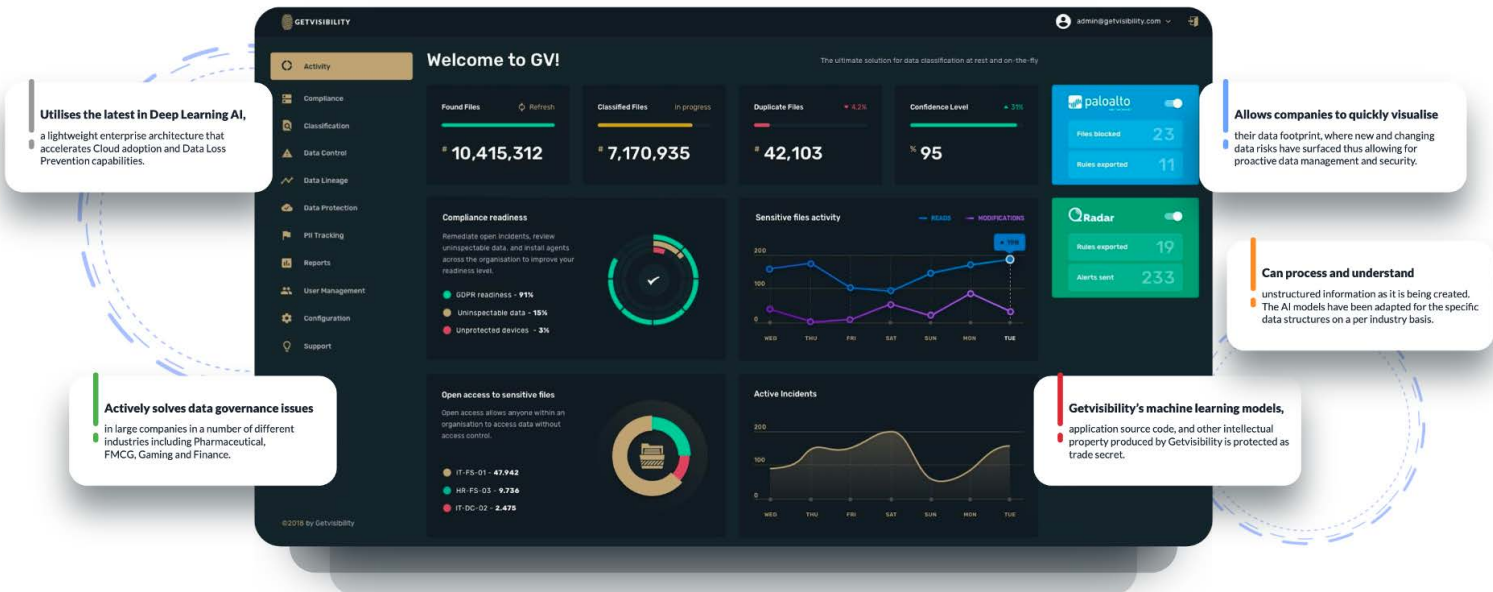 GETVISIBILITY
admin@getvisibility.com
Activity
Compliance
Classification
Data Control
Data Lineage
Data Protection
PII Tracking
Reports
User Management
Configuration
Support
©2018 by Getvisibility
Welcome to GV!
The ultimate solution for data classification at rest and on-the-fly
Found Files
Refresh
# 10,415,312
Classified Files
in progress
# 7,170,935
Duplicate Files
▼ 4,2%
# 42,103
Confidence Level
▲ 31%
% 95
paloalto
Files blocked 23
Rules exported 11
Compliance readiness
Remediate open incidents, review
uninspectable data, and install agents
across the organisation to improve your
readiness level.
GDPR readiness - 91%
Uninspectable data - 15%
Unprotected devices - 3%
Sensitive files activity
READS
MODIFICATIONS
▲ 198
200
100
0
WED THU FRI SAT SUN MON TUE
QRadar
Rules exported 19
Alerts sent 233
Open access to sensitive files
Open access allows anyone within an
organisation to access data without
access control.
IT-FS-01 - 47.942
HR-FS-03 - 9.736
IT-DC-02 - 2.475
Active Incidents
200
100
0
WED THU FRI SAT SUN MON TUE
Utilises the latest in Deep Learning AI,
a lightweight enterprise architecture that
accelerates Cloud adoption and Data Loss
Prevention capabilities.
Actively solves data governance issues
in large companies in a number of different
industries including Pharmaceutical,
FMCG, Gaming and Finance.
Allows companies to quickly visualise
their data footprint, where new and changing
data risks have surfaced thus allowing for
proactive data management and security.
Can process and understand
unstructured information as it is being created.
The AI models have been adapted for the specific
data structures on a per industry basis.
Getvisibility's machine learning models,
application source code, and other intellectual
property produced by Getvisibility is protected as
trade secret.